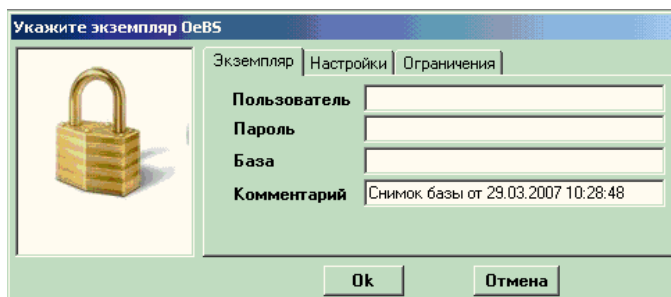 Укажите экземпляр OeBS
Экземпляр Настройки Ограничения
Пользователь
Пароль
База
Комментарий Снимок базы от 29.03.2007 10:28:48
Ok Отмена